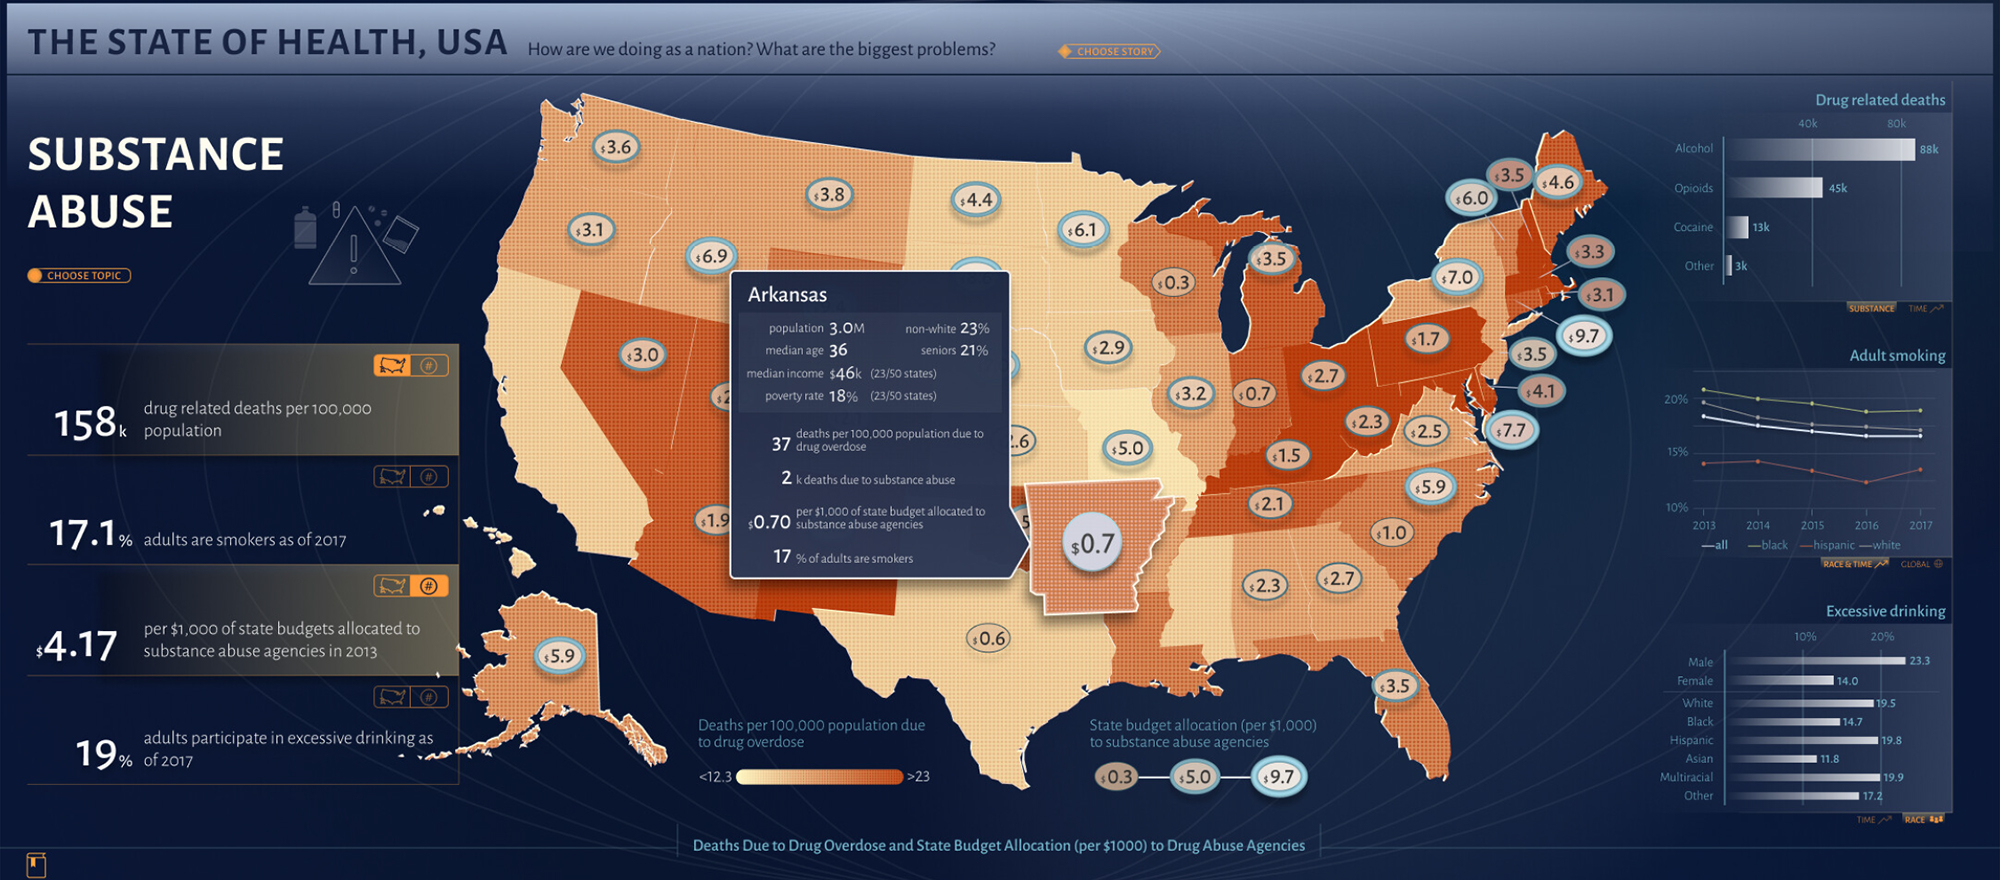 THE STATE OF HEALTH, USA
How are we doing as a nation? What are the biggest problems?
CHOOSE STORY
SUBSTANCE
ABUSE
CHOOSE TOPIC
158k
drug related deaths per 100,000
population
17.1%
adults are smokers as of 2017
$4.17
per $1,000 of state budgets allocated to
substance abuse agencies in 2013
19%
adults participate in excessive drinking as
of 2017
#
#
#
#
$3.6
$3.8
$4.4
$6.1
$3.1
$6.9
$0.3
$3.5
$6.0
$3.5
$4.6
$3.3
$7.0
$3.1
$9.7
$3.0
$2.9
$1.7
$3.5
$2.7
$4.1
$3.2
$0.7
$2.3
$2.5
$7.7
$5.0
$1.5
$5.9
$2.1
$1.9
$1.0
$2.3
$2.7
$0.6
$3.5
$5.9
$2
2.6
5
Arkansas
population 3.0M
non-white 23%
median age 36
seniors 21%
median income $46k (23/50 states)
poverty rate 18% (23/50 states)
37 deaths per 100,000 population due to
drug overdose
2 k deaths due to substance abuse
$0.70 per $1,000 of state budget allocated to
substance abuse agencies
17 % of adults are smokers
$0.7
Deaths per 100,000 population due
to drug overdose
<12.3
>23
State budget allocation (per $1,000)
to substance abuse agencies
$0.3
$5.0
$9.7
Deaths Due to Drug Overdose and State Budget Allocation (per $1000) to Drug Abuse Agencies
Drug related deaths
40k 80k
Alcohol 88k
Opioids 45k
Cocaine 13k
Other 3k
SUBSTANCE TIME
Adult smoking
20%
15%
10%
2013 2014 2015 2016 2017
all black hispanic white
RACE & TIME GLOBAL
Excessive drinking
10% 20%
Male 23.3
Female 14.0
White 19.5
Black 14.7
Hispanic 19.8
Asian 11.8
Multiracial 19.9
Other 17.2
TIME RACE